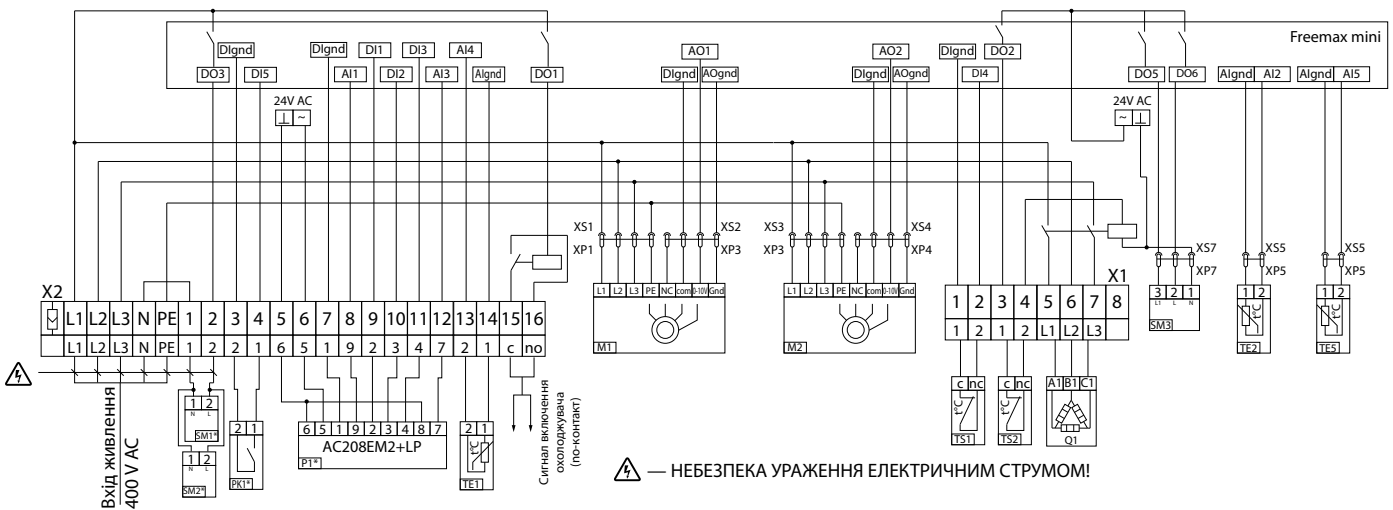 Freemax mini
DIgnd DIgnd DI1 DI3 AI4 AO1 AO2 DIgnd DO2
DO3 DI5 AI1 DI2 AI3 AIgnd DO1 DIgnd AOgnd DIgnd AOgnd DI4 DO5 DO6 AIgnd AI2 AIgnd AI5
24V AC 24V AC
⊥ ~ ~ ⊥
XS1 XS2 XS3 XS4 XS7 XS5 XS5
XP1 XP3 XP3 XP4 XP7 XP5 XP5
X2 X1
L1 L2 L3 PE NC com 0-10V Gnd
M1
L1 L2 L3 PE NC com 0-10V Gnd
M2
3 2 1
L1 L N
SM3
1 2
t°C
TE2
1 2
t°C
TE5
L1 L2 L3 N PE 1 2 3 4 5 6 7 8 9 10 11 12 13 14 15 16
L1 L2 L3 N PE 1 2 2 1 6 5 1 9 2 3 4 7 2 1 c no
1 2 3 4 5 6 7 8
1 2 1 2 L1 L2 L3
Вхід живлення
400 V AC
1 2
N L
SM1*
1 2
N L
SM2*
2 1
PK1*
6 5 1 9 2 3 4 8 7
AC208EM2+LP
P1*
2 1
t°C
TE1
Сигнал включення
охолоджувача
(no-контакт)
c nc
t°C
TS1
c nc
t°C
TS2
A1 B1 C1
Q1
— НЕБЕЗПЕКА УРАЖЕННЯ ЕЛЕКТРИЧНИМ СТРУМОМ!